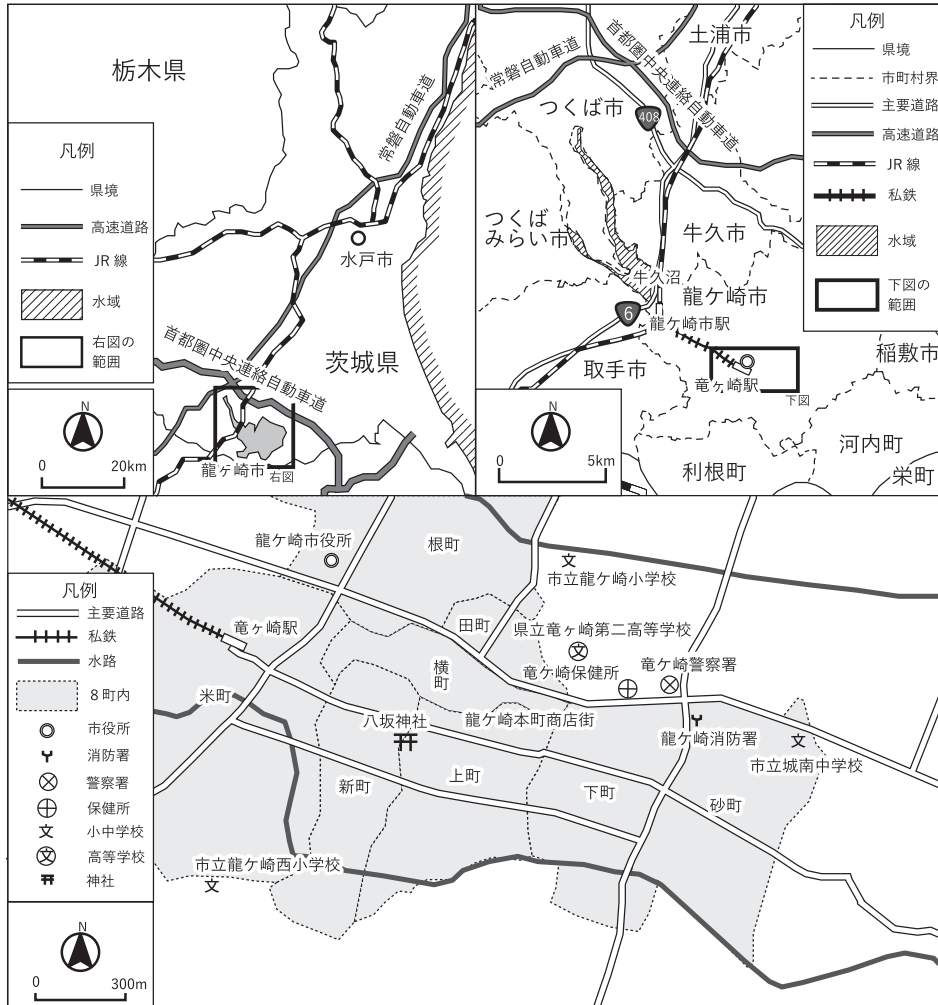 栃木県
常磐自動車道
水戸市
茨城県
首都圏中央連絡自動車道
龍ヶ崎市
右図
凡例
県境
高速道路
JR線
水域
右図の
範囲
N
0 20km
土浦市
首都圏中央連絡自動車道
常磐自動車道
つくば市
408
つくば
みらい市
牛久市
牛久沼
龍ケ崎市
6
龍ケ崎市駅
取手市
竜ヶ崎駅
下図
稲敷市
河内町
利根町
栄町
凡例
県境
市町村界
主要道路
高速道路
JR線
私鉄
水域
下図の
範囲
N
0 5km
龍ケ崎市役所
根町
文
市立龍ケ崎小学校
竜ヶ崎駅
田町
県立竜ヶ崎第二高等学校
文
竜ケ崎保健所
竜ケ崎警察署
横
町
米町
八坂神社
龍ケ崎本町商店街
龍ケ崎消防署
文
市立城南中学校
新町
上町
下町
砂町
市立龍ケ崎西小学校
文
凡例
主要道路
私鉄
水路
8町内
市役所
消防署
警察署
保健所
文 小中学校
文 高等学校
神社
N
0 300m